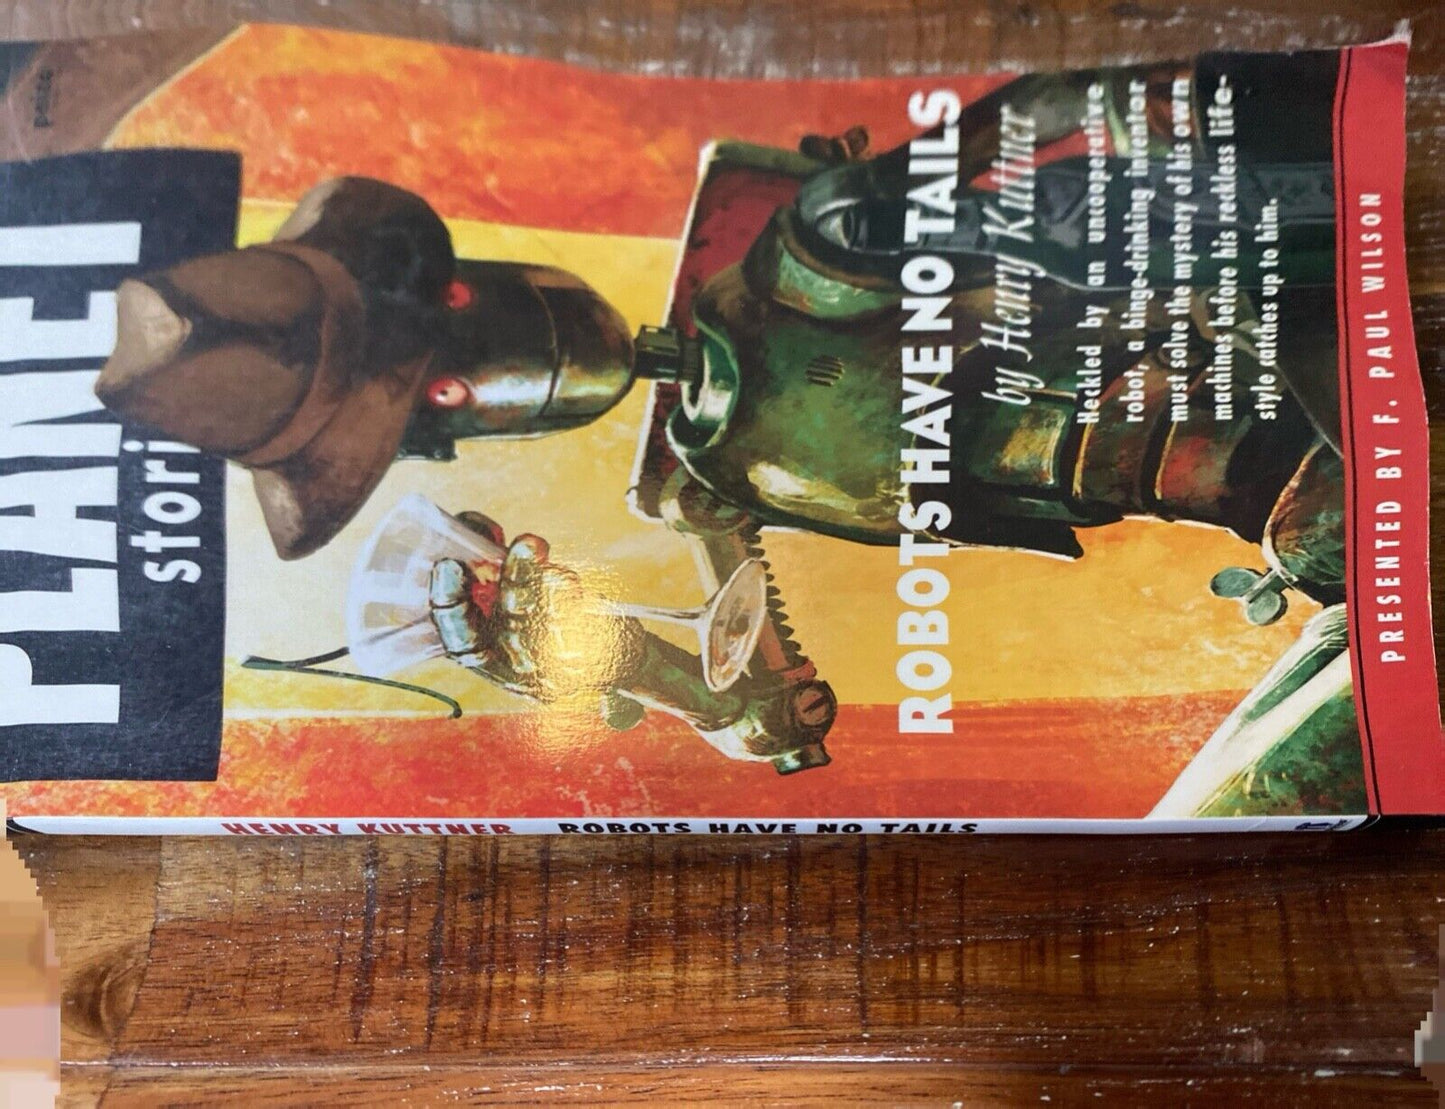 PLANET
stori
ROBOTS HAVE NO TAILS
by Henry Kuttner
Heckled by an uncooperative
robot, a binge-drinking inventor
must solve the mystery of his own
machines before his reckless life-
style catches up to him.
PRESENTED BY F. PAUL WILSON
HENRY KUTTNER ROBOTS HAVE NO TAILS